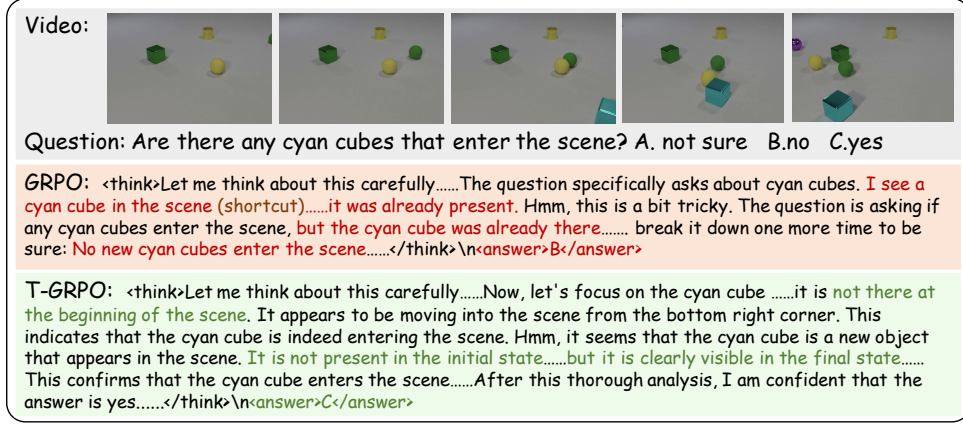 Video:
Question: Are there any cyan cubes that enter the scene? A. not sure B.no C.yes
GRPO: <think>Let me think about this carefully......The question specifically asks about cyan cubes. I see a
cyan cube in the scene (shortcut)......it was already present. Hmm, this is a bit tricky. The question is asking if
any cyan cubes enter the scene, but the cyan cube was already there....... break it down one more time to be
sure: No new cyan cubes enter the scene......</think>\n<answer>B</answer>
T-GRPO: <think>Let me think about this carefully......Now, let's focus on the cyan cube ......it is not there at
the beginning of the scene. It appears to be moving into the scene from the bottom right corner. This
indicates that the cyan cube is indeed entering the scene. Hmm, it seems that the cyan cube is a new object
that appears in the scene. It is not present in the initial state......but it is clearly visible in the final state......
This confirms that the cyan cube enters the scene......After this thorough analysis, I am confident that the
answer is yes......</think>\n<answer>C</answer>